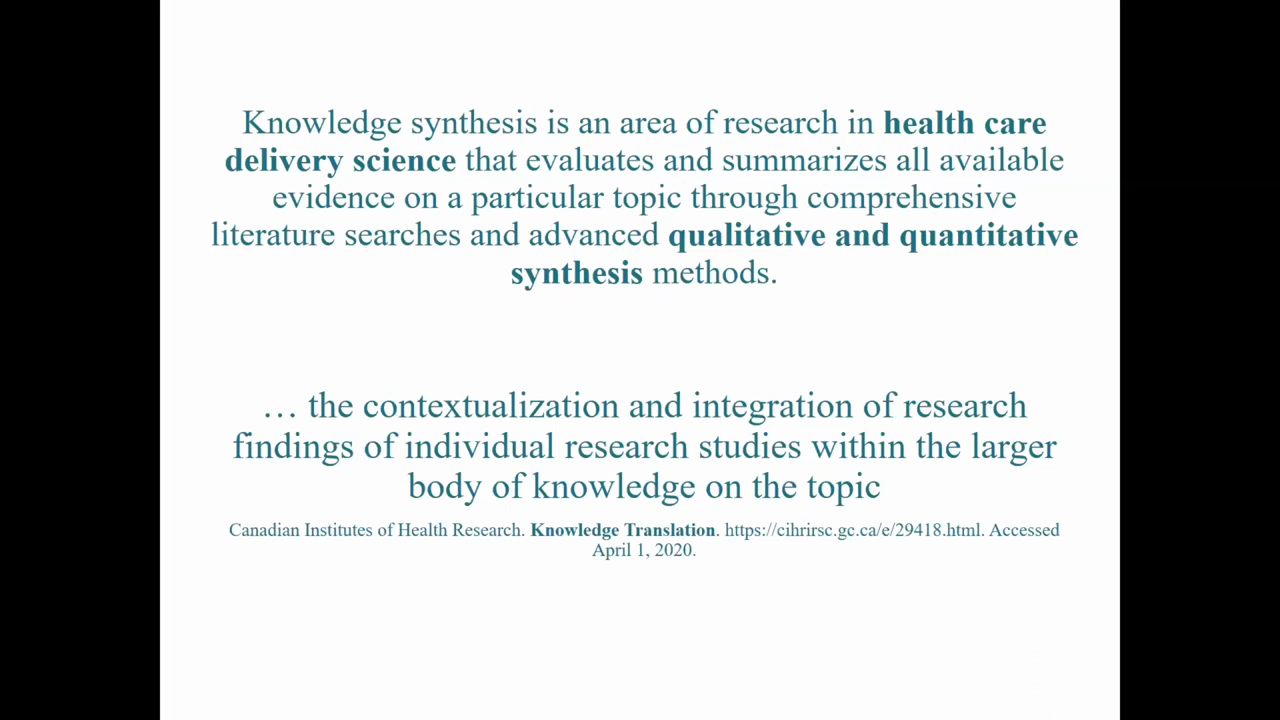 Knowledge synthesis is an area of research in health care
delivery science that evaluates and summarizes all available
evidence on a particular topic through comprehensive
literature searches and advanced qualitative and quantitative
synthesis methods.
… the contextualization and integration of research
findings of individual research studies within the larger
body of knowledge on the topic
Canadian Institutes of Health Research. Knowledge Translation. https://cihrirsc.gc.ca/e/29418.html. Accessed
April 1, 2020.